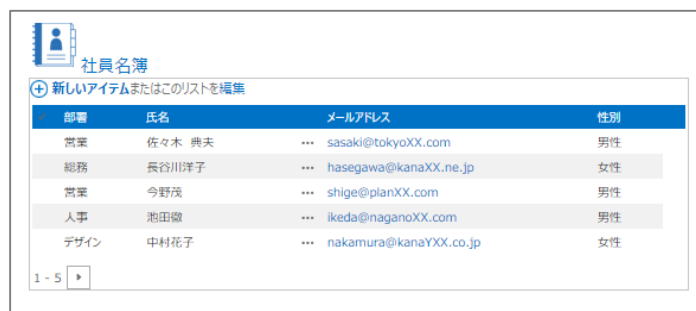 社員名簿
新しいアイテムまたはこのリストを編集
部署 氏名 メールアドレス 性別
営業 佐々木 典夫 ••• sasaki@tokyoXX.com 男性
総務 長谷川洋子 ••• hasegawa@kanaXX.ne.jp 女性
営業 今野茂 ••• shige@planXX.com 男性
人事 池田徹 ••• ikeda@naganoXX.com 男性
デザイン 中村花子 ••• nakamura@kanaYXX.co.jp 女性
1 - 5